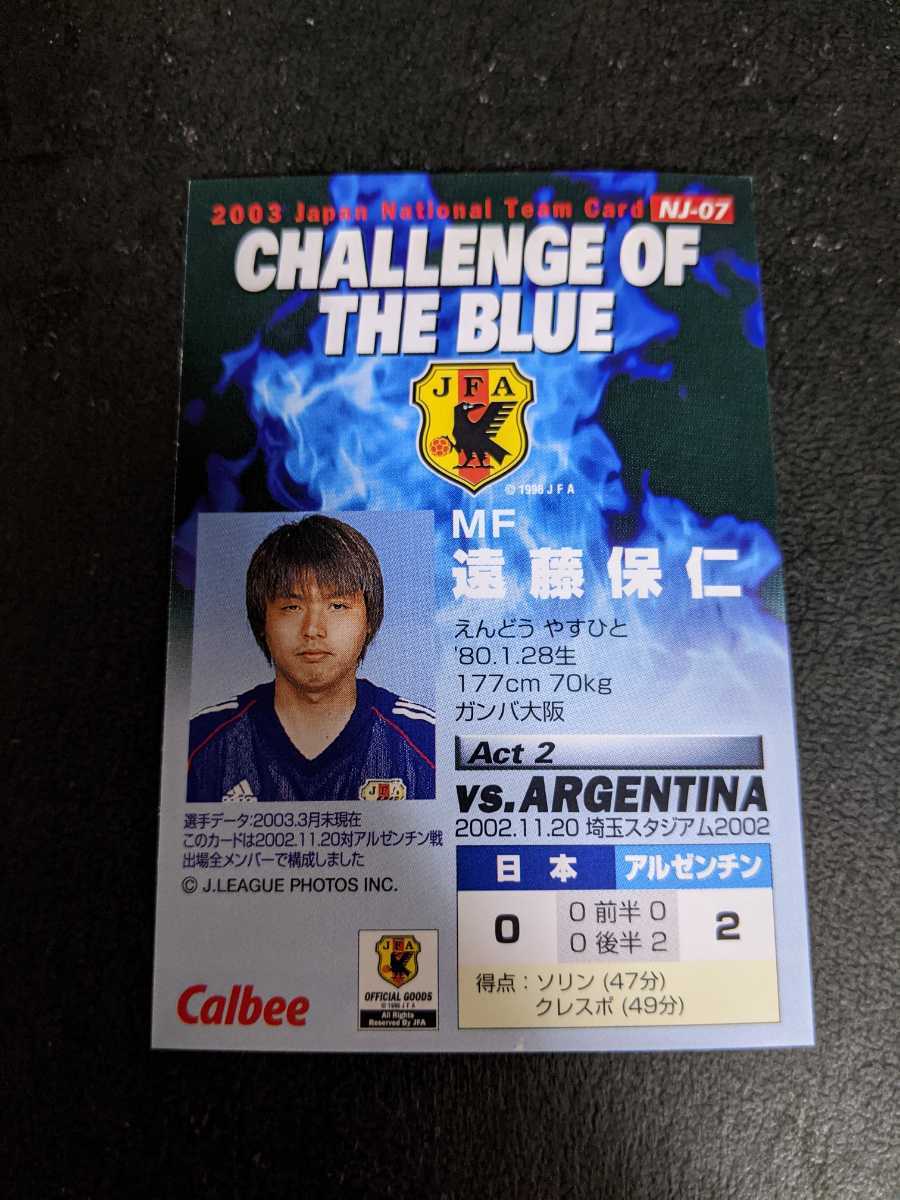 2003 Japan National Team Card NJ-07
CHALLENGE OF
THE BLUE
JFA
© 1996 J F A
MF
遠藤保仁
えんどう やすひと
'80.1.28生
177cm 70kg
ガンバ大阪
adidas
JFA
選手データ:2003.3月末現在
このカードは2002.11.20対アルゼンチン戦
出場全メンバーで構成しました
© J.LEAGUE PHOTOS INC.
Act 2
vs.ARGENTINA
2002.11.20 埼玉スタジアム2002
日本 アルゼンチン
0 0 前半 0 2
0 後半 2
得点：ソリン (47分)
クレスポ (49分)
Calbee
JFA
OFFICIAL GOODS
© 1996 J F A
All Rights
Reserved By JFA